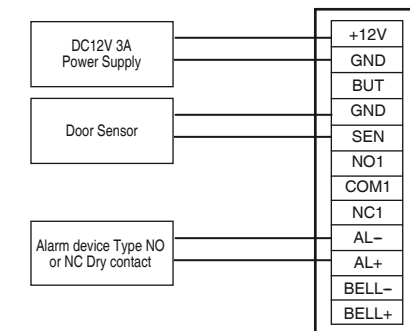 DC12V 3A
Power Supply
Door Sensor
Alarm device Type NO
or NC Dry contact
+12V
GND
BUT
GND
SEN
NO1
COM1
NC1
AL−
AL+
BELL−
BELL+